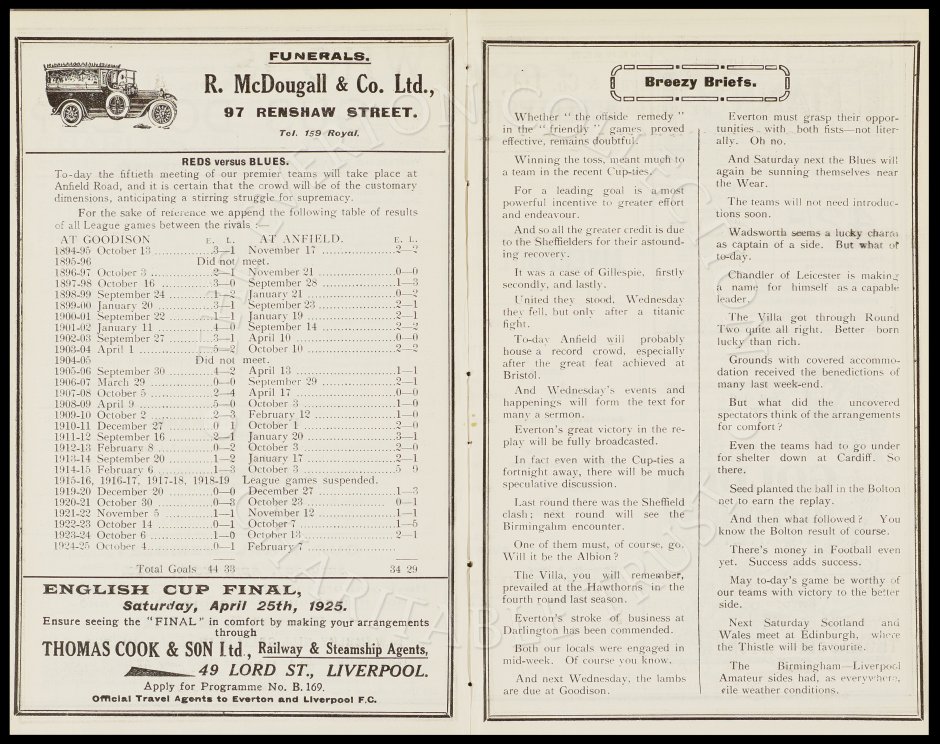 FUNERALS.
R. McDougall & Co. Ltd.,
97 RENSHAW STREET.
Tel. 159 Royal.
REDS versus BLUES.
To-day the fiftieth meeting of our premier teams will take place at
Anfield Road, and it is certain that the crowd will be of the customary
dimensions, anticipating a stirring struggle for supremacy.
For the sake of reference we append the following table of results
of all League games between the rivals :—
AT GOODISON E. L. AT ANFIELD. E. L.
1894-95 October 13 3—1 November 17 2—2
1895-96 Did not meet.
1896-97 October 3 2—1 November 21 0—0
1897-98 October 16 3—0 September 28 1—3
1898-99 September 24 1—2 January 21 0—2
1899-00 January 20 3—1 September 23 2—1
1900-01 September 22 1—1 January 19 2—1
1901-02 January 11 4—0 September 14 2—2
1902-03 September 27 3—1 April 10 0—0
1903-04 April 1 5—2 October 10 2—2
1904-05 Did not meet.
1905-06 September 30 4—2 April 13 1—1
1906-07 March 29 0—0 September 29 2—1
1907-08 October 5 2—4 April 17 0—0
1908-09 April 9 5—0 October 3 1—0
1909-10 October 2 2—3 February 12 1—0
1910-11 December 27 0 1 October 1 2—0
1911-12 September 16 2—1 January 20 3—1
1912-13 February 8 0—2 October 3 2—0
1913-14 September 20 1—2 January 17 2—1
1914-15 February 6 1—3 October 3 5 9
1915-16, 1916-17, 1917-18, 1918-19 League games suspended.
1919-20 December 20 0—0 December 27 1—3
1920-21 October 30 0—3 October 23 0—1
1921-22 November 5 1—1 November 12 1—1
1922-23 October 14 0—1 October 7 1—5
1923-24 October 6 1—0 October 13 2—1
1924-25 October 4 0—1 February 7
Total Goals 44 33 34 29
ENGLISH CUP FINAL,
Saturday, April 25th, 1925.
Ensure seeing the "FINAL" in comfort by making your arrangements
through
THOMAS COOK & SON Ltd., Railway & Steamship Agents,
49 LORD ST., LIVERPOOL.
Apply for Programme No. B.169.
Official Travel Agents to Everton and Liverpool F.C.
Breezy Briefs.
Whether " the offside remedy "
in the " friendly " games proved
effective, remains doubtful.
Winning the toss, meant much to
a team in the recent Cup-ties.
For a leading goal is a most
powerful incentive to greater effort
and endeavour.
And so all the greater credit is due
to the Sheffielders for their astound-
ing recovery.
It was a case of Gillespie, firstly
secondly, and lastly.
United they stood, Wednesday
they fell, but only after a titanic
fight.
To-day Anfield will probably
house a record crowd, especially
after the great feat achieved at
Bristol.
And Wednesday's events and
happenings will form the text for
many a sermon.
Everton's great victory in the re-
play will be fully broadcasted.
In fact even with the Cup-ties a
fortnight away, there will be much
speculative discussion.
Last round there was the Sheffield
clash; next round will see the
Birmingahm encounter.
One of them must, of course, go.
Will it be the Albion?
The Villa, you will remember,
prevailed at the Hawthorns in the
fourth round last season.
Everton's stroke of business at
Darlington has been commended.
Both our locals were engaged in
mid-week. Of course you know.
And next Wednesday, the lambs
are due at Goodison.
Everton must grasp their oppor-
tunities with both fists—not liter-
ally. Oh no.
And Saturday next the Blues will
again be sunning themselves near
the Wear.
The teams will not need introduc-
tions soon.
Wadsworth seems a lucky charm
as captain of a side. But what of
to-day.
Chandler of Leicester is making
a name for himself as a capable
leader.
The Villa got through Round
Two quite all right. Better born
lucky than rich.
Grounds with covered accommo-
dation received the benedictions of
many last week-end.
But what did the uncovered
spectators think of the arrangements
for comfort?
Even the teams had to go under
for shelter down at Cardiff. So
there.
Seed planted the ball in the Bolton
net to earn the replay.
And then what followed? You
know the Bolton result of course.
There's money in Football even
yet. Success adds success.
May to-day's game be worthy of
our teams with victory to the better
side.
Next Saturday Scotland and
Wales meet at Edinburgh, where
the Thistle will be favourite.
The Birmingham—Liverpool
Amateur sides had, as everywhere,
vile weather conditions.